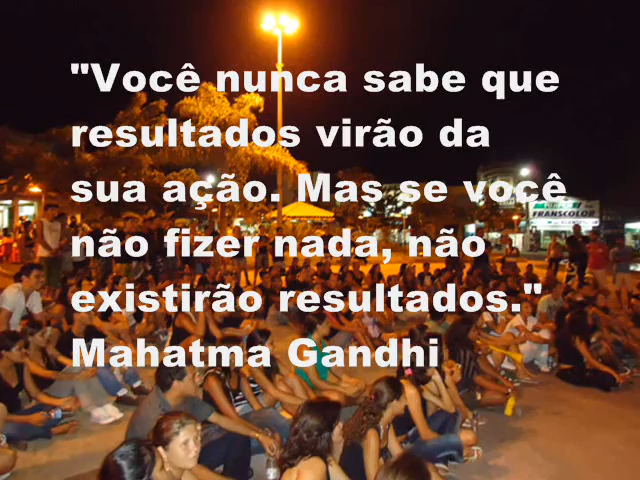 "Você nunca sabe que
resultados virão da
sua ação. Mas se você
não fizer nada, não
existirão resultados."
Mahatma Gandhi
FRANSCOLOR